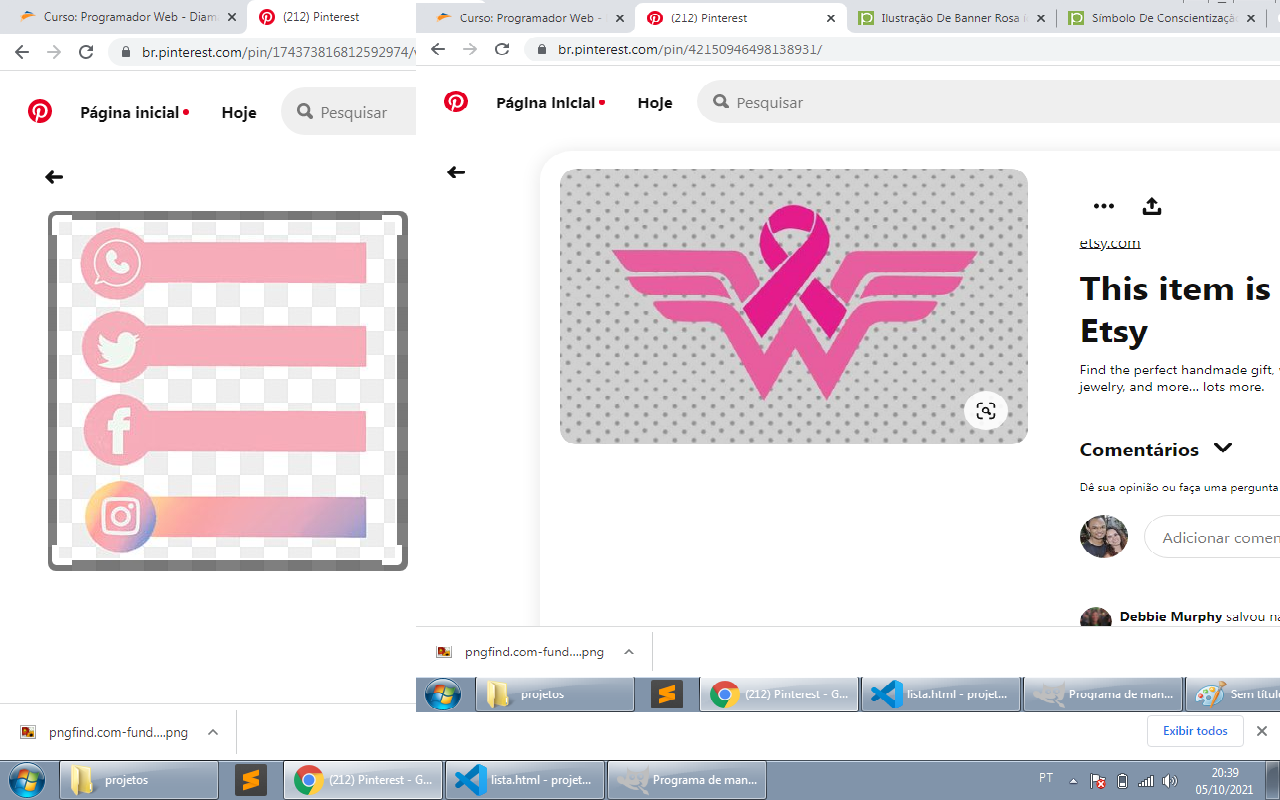 Curso: Programador Web - Diam
(212) Pinterest
br.pinterest.com/pin/174373816812592974/
Página inicial
Hoje
Pesquisar
pngfind.com-fund....png
Curso: Programador Web -
(212) Pinterest
Ilustração De Banner Rosa
Símbolo De Conscientizaçã
br.pinterest.com/pin/42150946498138931/
Página Inicial
Hoje
Pesquisar
etsy.com
This item is
Etsy
Find the perfect handmade gift,
jewelry, and more... lots more.
Comentários
Dê sua opinião ou faça uma pergunta
Adicionar comen
Debbie Murphy salvou na
pngfind.com-fund....png
projetos
(212) Pinterest - G...
lista.html - projet...
Programa de man...
Sem títul
Exibir todos
projetos
(212) Pinterest - G...
lista.html - projet...
Programa de man...
PT
20:39
05/10/2021